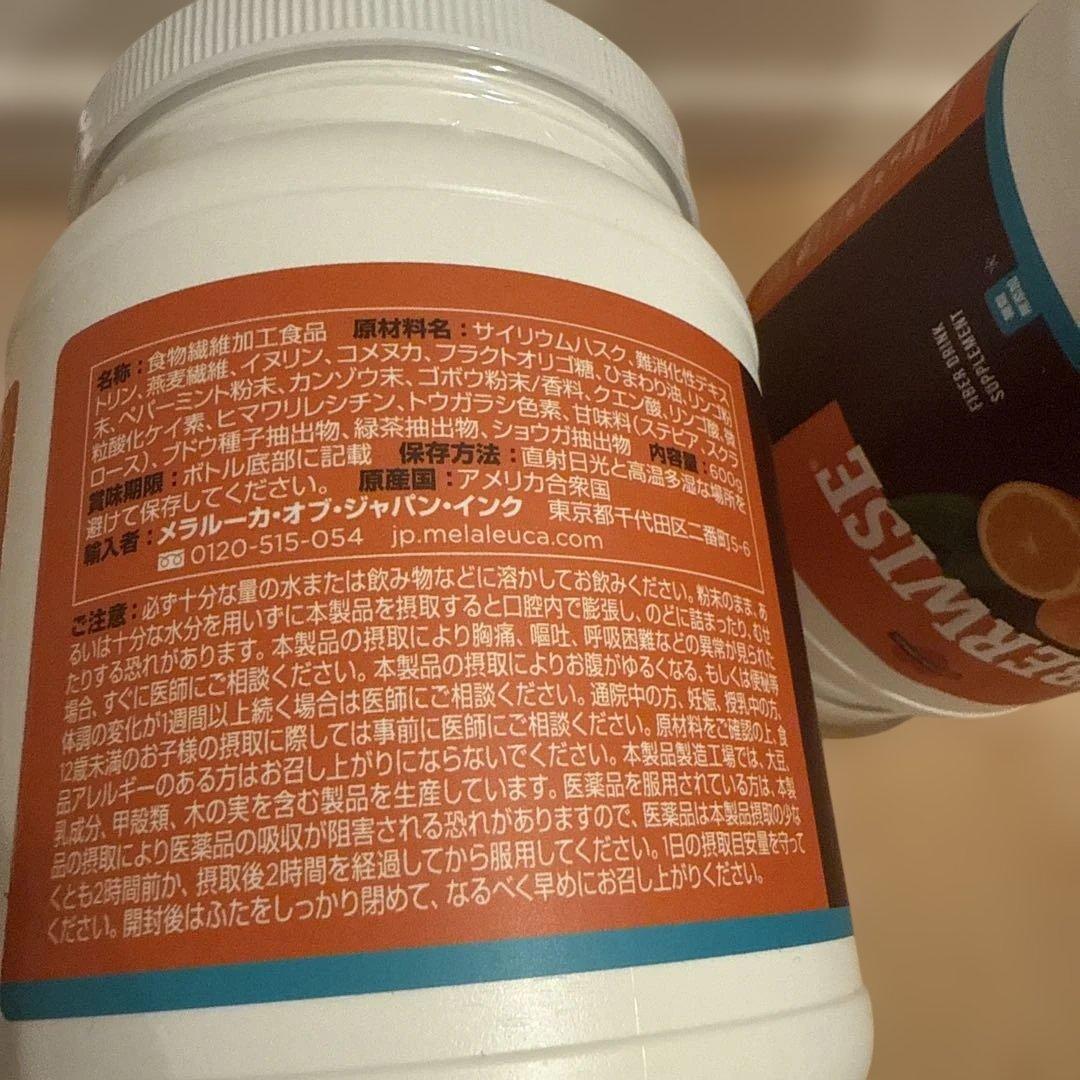 名称：食物繊維加工食品 原材料名：サイリウムハスク、難消化性デキス
トリン、燕麦繊維、イヌリン、コメヌカ、フラクトオリゴ糖、ひまわり油、リンゴ粉
末、ペパーミント粉末、カンゾウ末、ゴボウ粉末/香料、クエン酸、リンゴ酸、微
粒酸化ケイ素、ヒマワリレシチン、トウガラシ色素、甘味料(ステビア、スクラ
ロース)、ブドウ種子抽出物、緑茶抽出物、ショウガ抽出物 内容量：600g
賞味期限：ボトル底部に記載 保存方法：直射日光と高温多湿な場所を
避けて保存してください。 原産国：アメリカ合衆国
輸入者：メラルーカ・オブ・ジャパン・インク 東京都千代田区二番町5-6
0120-515-054 jp.melaleuca.com
ご注意：必ず十分な量の水または飲み物などに溶かしてお飲みください。粉末のまま、あ
るいは十分な水分を用いずに本製品を摂取すると口腔内で膨張し、のどに詰まったり、むせ
たりする恐れがあります。本製品の摂取により胸痛、嘔吐、呼吸困難などの異常が見られた
場合、すぐに医師にご相談ください。本製品の摂取によりお腹がゆるくなる、もしくは便秘等
体調の変化が1週間以上続く場合は医師にご相談ください。通院中の方、妊娠、授乳中の方、
12歳未満のお子様の摂取に際しては事前に医師にご相談ください。原材料をご確認の上、食
品アレルギーのある方はお召し上がりにならないでください。本製品製造工場では、大豆、
乳成分、甲殻類、木の実を含む製品を生産しています。医薬品を服用されている方は、本製
品の摂取により医薬品の吸収が阻害される恐れがありますので、医薬品は本製品摂取の少な
くとも2時間前か、摂取後2時間を経過してから服用してください。1日の摂取目安量を守って
ください。開封後はふたをしっかり閉めて、なるべく早めにお召し上がりください。
FIBER DRINK
SUPPLEMENT
BERWISE